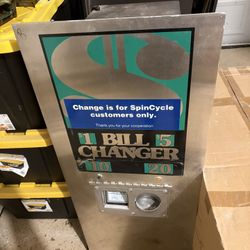 Change is for SpinCycle
customers only.
Thank you for your cooperation
1 BILL 5
CHANGER
10 20